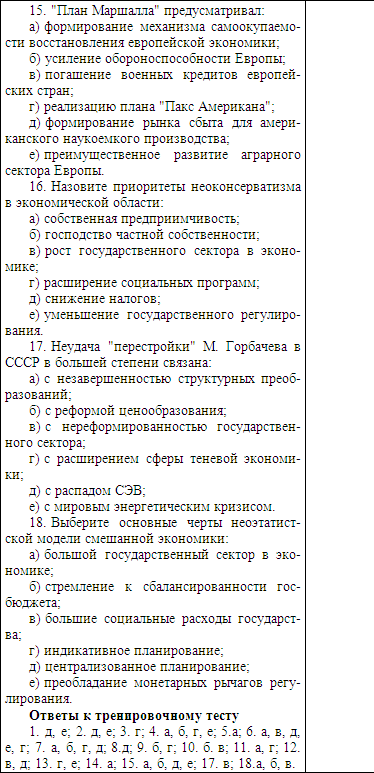 15. "План Маршалла" предусматривал:
а) формирование механизма самоокупаемо-
сти восстановления европейской экономики;
б) усиление обороноспособности Европы;
в) погашение военных кредитов европей-
ских стран;
г) реализацию плана "Пакс Американа";
д) формирование рынка сбыта для амери-
канского наукоемкого производства;
е) преимущественное развитие аграрного
сектора Европы.
16. Назовите приоритеты неоконсерватизма
в экономической области:
а) собственная предприимчивость;
б) господство частной собственности;
в) рост государственного сектора в эконо-
мике;
г) расширение социальных программ;
д) снижение налогов;
е) уменьшение государственного регулиро-
вания.
17. Неудача "перестройки" М. Горбачева в
СССР в большей степени связана:
а) с незавершенностью структурных преоб-
разований;
б) с реформой ценообразования;
в) с нереформированностью государствен-
ного сектора;
г) с расширением сферы теневой экономи-
ки;
д) с распадом СЭВ;
е) с мировым энергетическим кризисом.
18. Выберите основные черты неоэтатист-
ской модели смешанной экономики:
а) большой государственный сектор в эко-
номике;
б) стремление к сбалансированности гос-
бюджета;
в) большие социальные расходы государст-
ва;
г) индикативное планирование;
д) централизованное планирование;
е) преобладание монетарных рычагов регу-
лирования.
Ответы к тренировочному тесту
1. д, е; 2. д, е; 3. г; 4. а, б, г, е; 5.а; 6. а, в, д,
е, г; 7. а, б, г, д; 8.д; 9. б, г; 10. б. в; 11. а, г; 12.
в, д; 13. г, е; 14. а; 15. а, б, д, е; 17. в; 18.а, б, в.